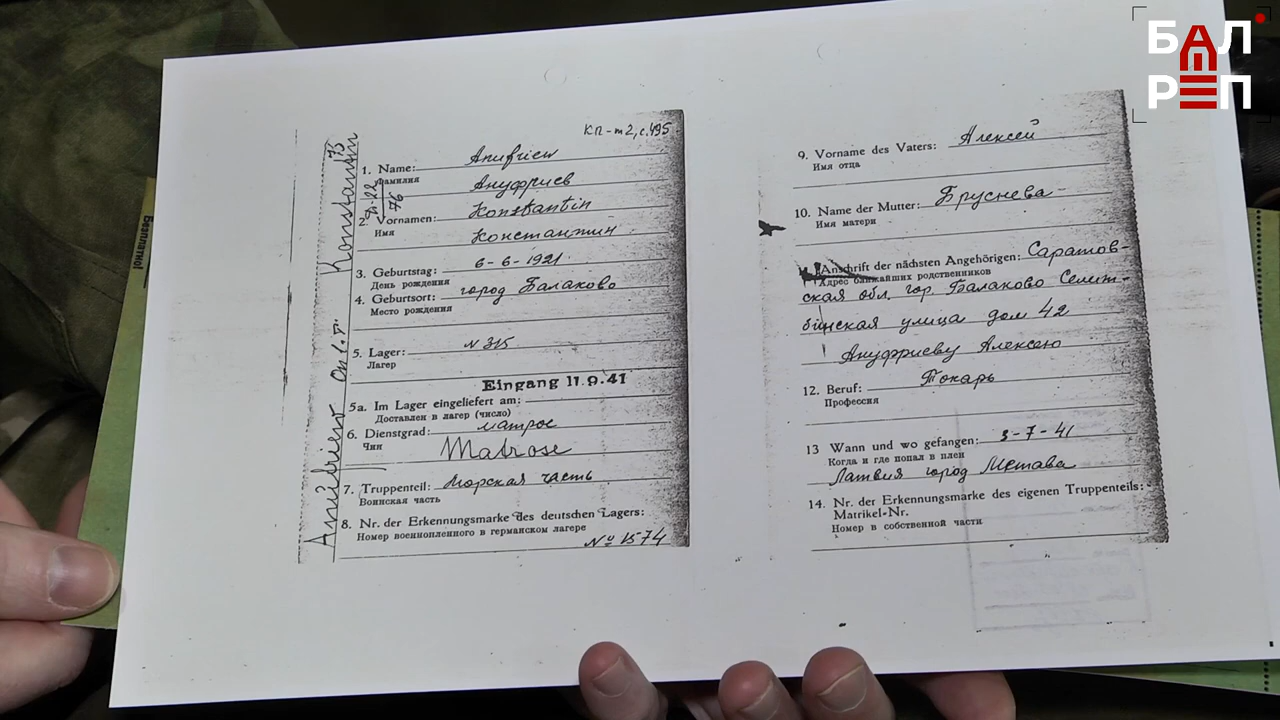 БАЛ
РЕП
Бесплатно!
КП-т2, с.495
1. Name: Anufriew
Фамилия
Ануфриев
Vornamen: Konstantin
Имя
Константин
3. Geburtstag: 6-6-1921
День рождения
4. Geburtsort: город Балаково
Место рождения
5. Lager: N 315
Лагерь
Eingang 11.9.41
5a. Im Lager eingeliefert am:
Доставлен в лагер (число)
6. Dienstgrad: матрос
Чин
Matrose
7. Truppenteil: Морская часть
Воинская часть
8. Nr. der Erkennungsmarke des deutschen Lagers:
Номер военнопленного в германском лагере
№ 1574
Anufriew Konstantin
9. Vorname des Vaters: Алексей
Имя отца
10. Name der Mutter: Бруснева-
Имя матери
Anschrift der nächsten Angehörigen: Саратов-
Адрес ближайших родственников
ская обл. гор. Балаково Селит-
бинская улица дом 42
Ануфриеву Алексею
12. Beruf: Токарь
Профессия
13 Wann und wo gefangen: 3-7-41
Когда и где попал в плен
Латвия город Метава
14. Nr. der Erkennungsmarke des eigenen Truppenteils:
Matrikel-Nr.
Номер в собственной части